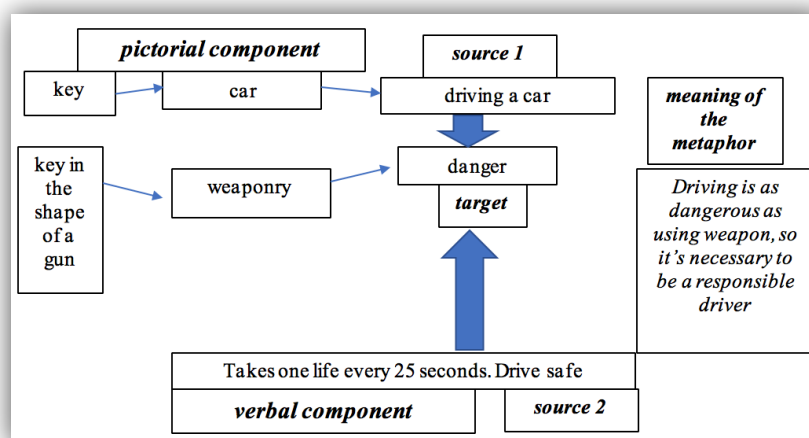 pictorial component
source 1
key
car
driving a car
meaning of
the
metaphor
key in
the
shape
of a
gun
weaponry
danger
target
Driving is as
dangerous as
using weapon, so
it's necessary to
be a responsible
driver
Takes one life every 25 seconds. Drive safe
verbal component
source 2